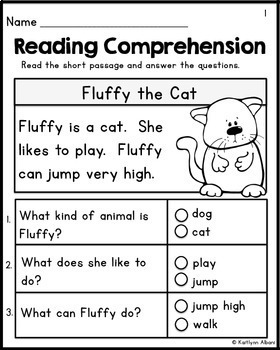 1
Name
Reading Comprehension
Read the short passage and answer the questions.
Fluffy the Cat
Fluffy is a cat. She
likes to play. Fluffy
can jump very high.
1. What kind of animal is
Fluffy?
dog
cat
2. What does she like to
do?
play
jump
3. What can Fluffy do?
jump high
walk
© Kaitlynn Albani